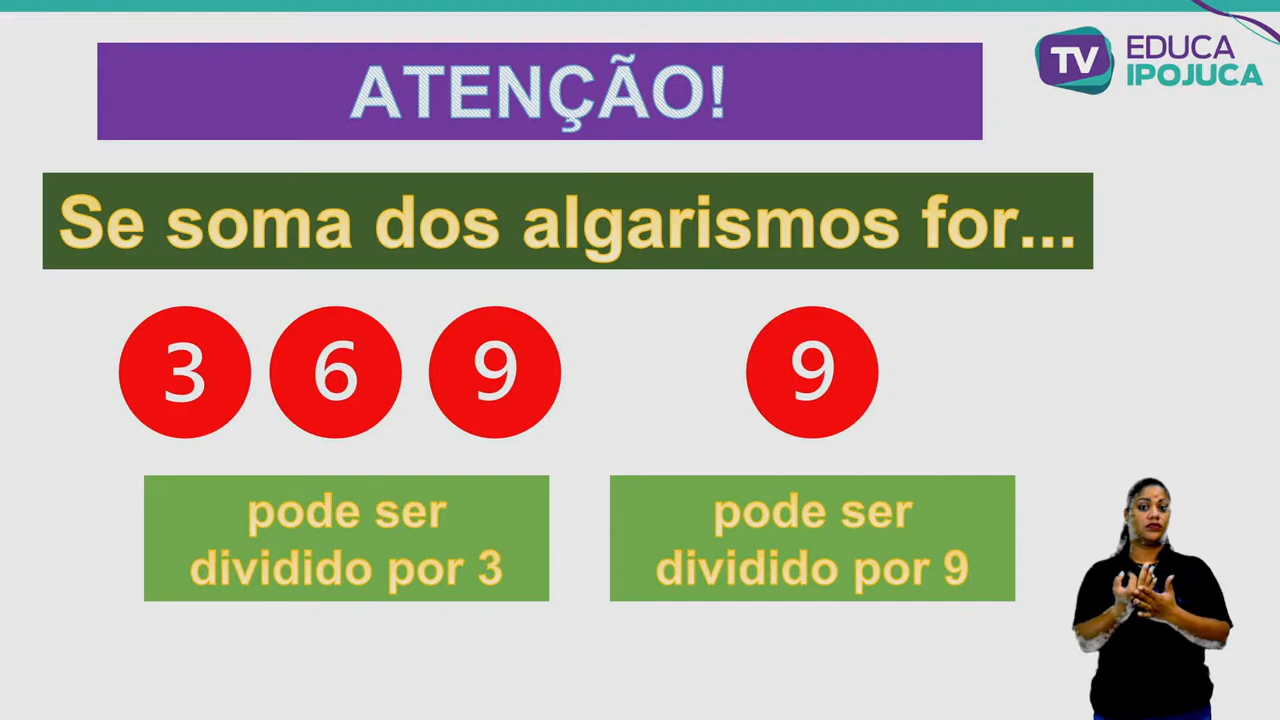 ATENÇÃO!
TV EDUCA
IPOJUCA
Se soma dos algarismos for...
3 6 9 9
pode ser
dividido por 3
pode ser
dividido por 9